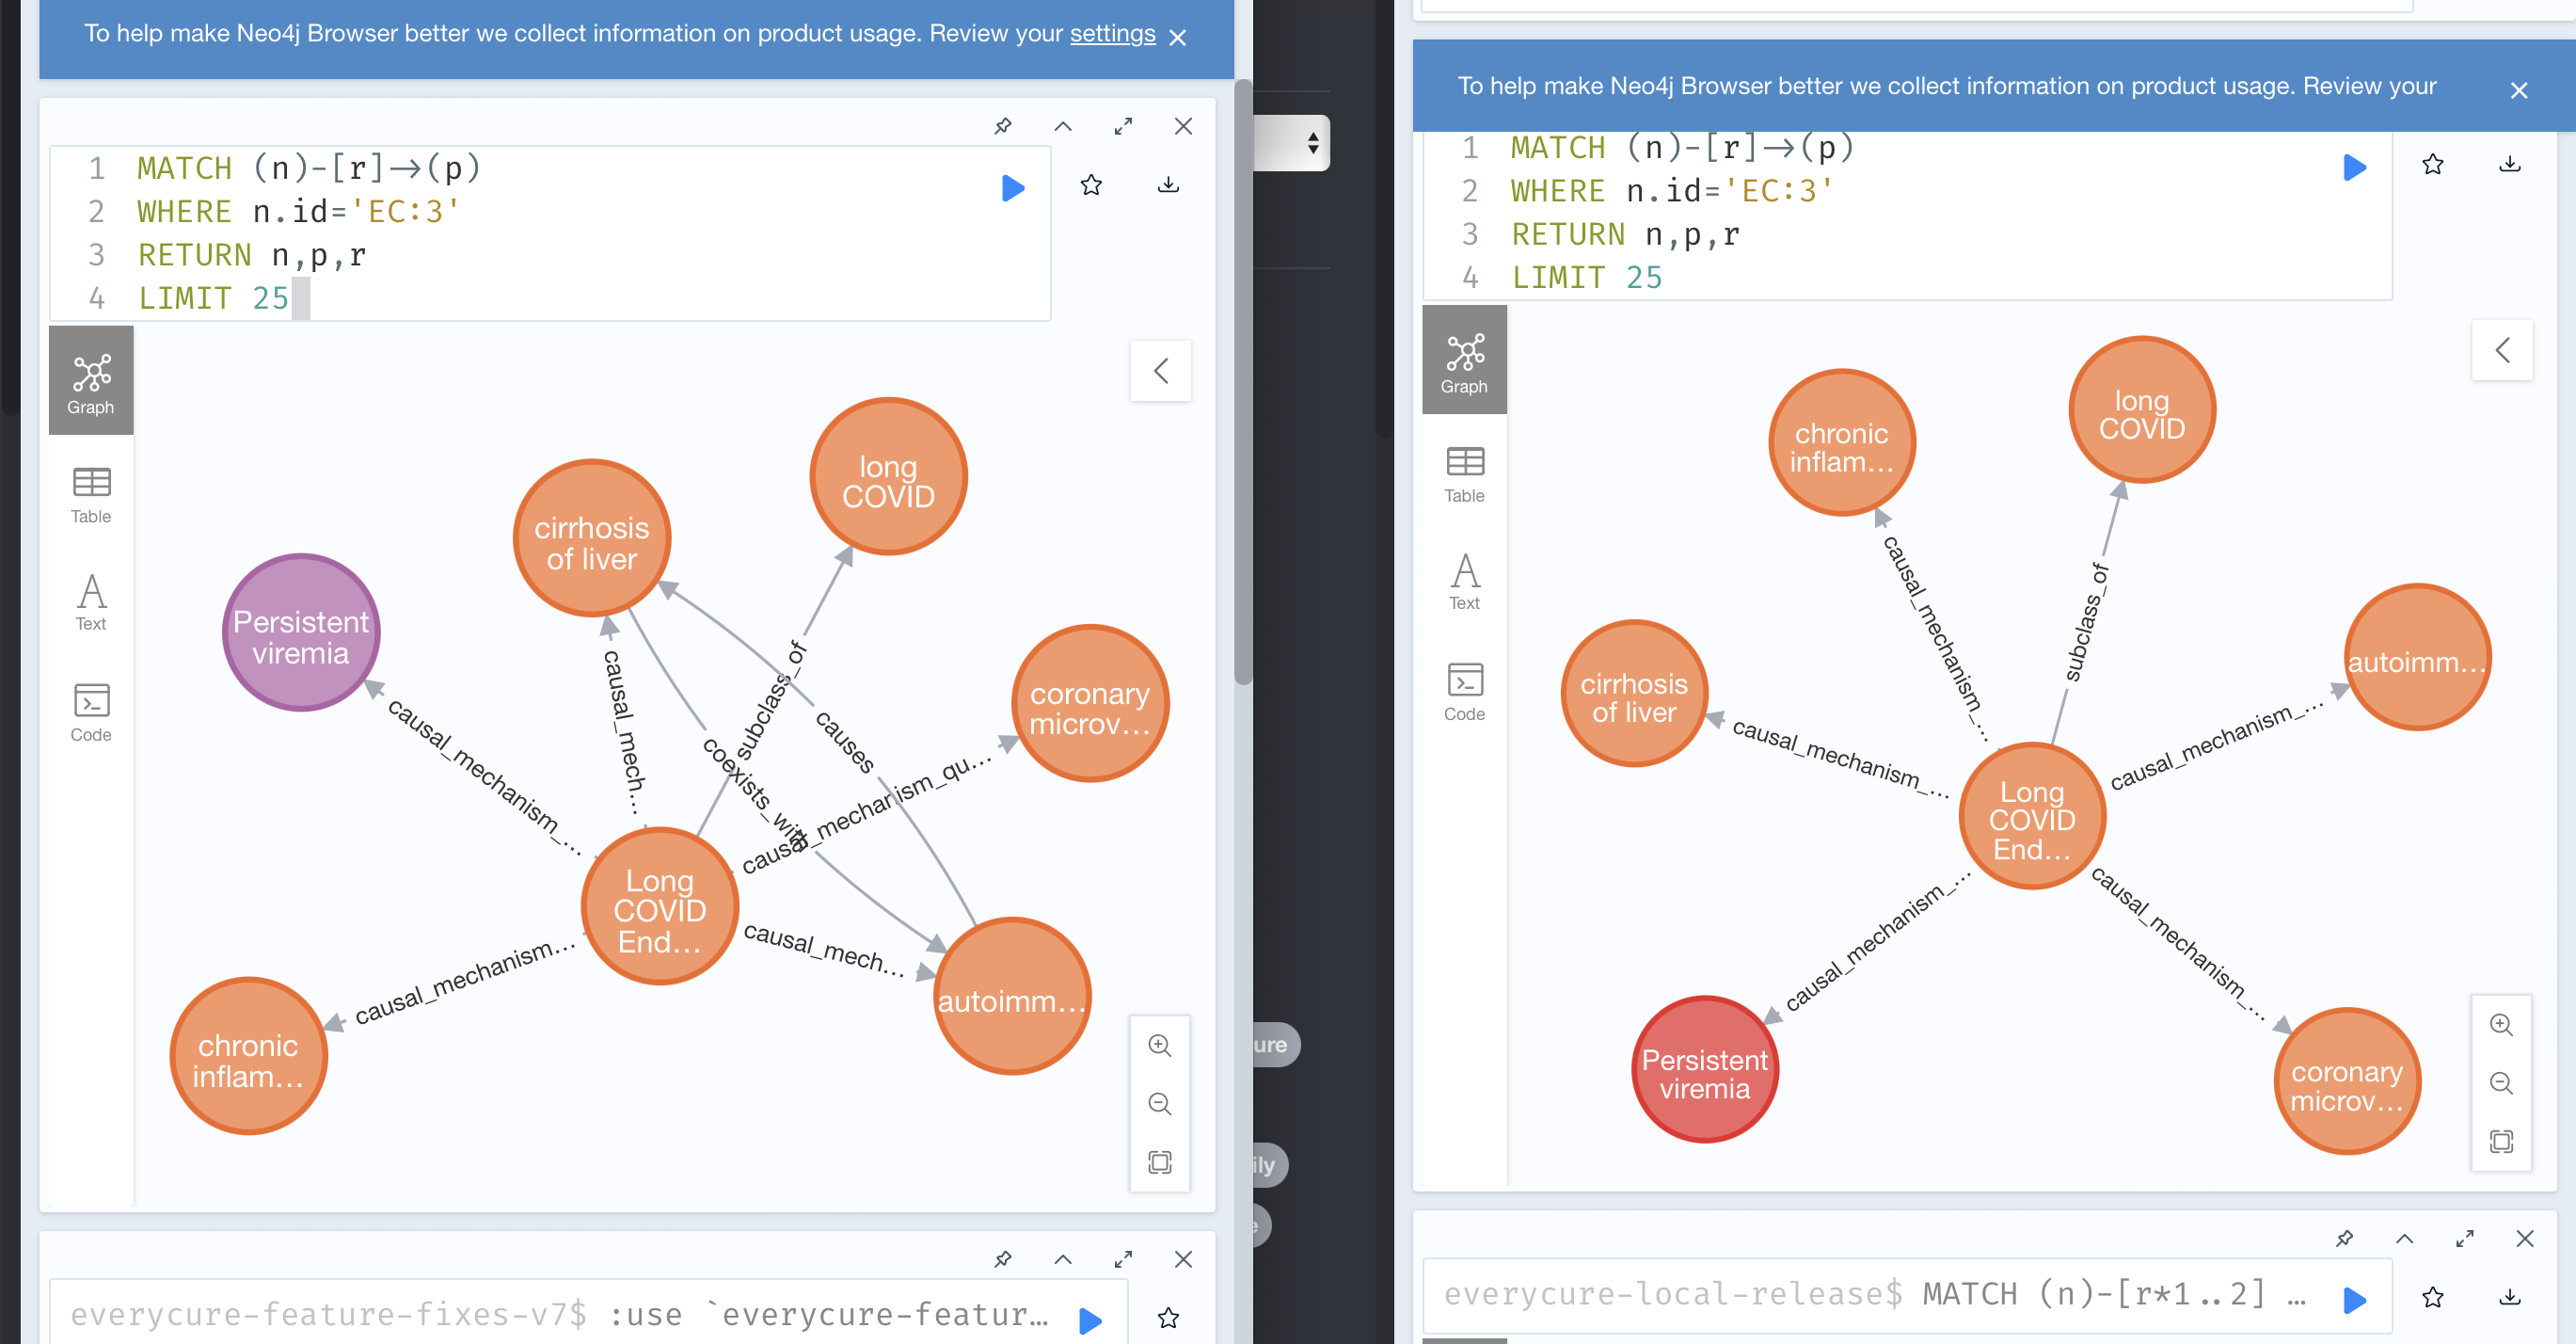 To help make Neo4j Browser better we collect information on product usage. Review your settings
1 MATCH (n)-[r]→(p)
2 WHERE n.id='EC:3'
3 RETURN n,p,r
4 LIMIT 25
Graph
Table
Text
Code
long
COVID
cirrhosis
of liver
Persistent
viremia
coronary
microv...
Long
COVID
End...
autoimm...
chronic
inflam...
causal_mechanism_...
causal_mech...
subclass_of
coexists_with
causes
causal_mechanism_qu...
causal_mech...
causal_mechanism...
everycure-feature-fixes-v7$ :use `everycure-featur...
ure
ily
e
To help make Neo4j Browser better we collect information on product usage. Review your
1 MATCH (n)-[r]→(p)
2 WHERE n.id='EC:3'
3 RETURN n,p,r
4 LIMIT 25
Graph
Table
Text
Code
long
COVID
chronic
inflam...
autoimm...
cirrhosis
of liver
Long
COVID
End...
Persistent
viremia
coronary
microv...
causal_mechanism_...
subclass_of
causal_mechanism_...
causal_mechanism_...
causal_mechanism_...
causal_mechanism_...
everycure-local-release$ MATCH (n)-[r*1..2] ...